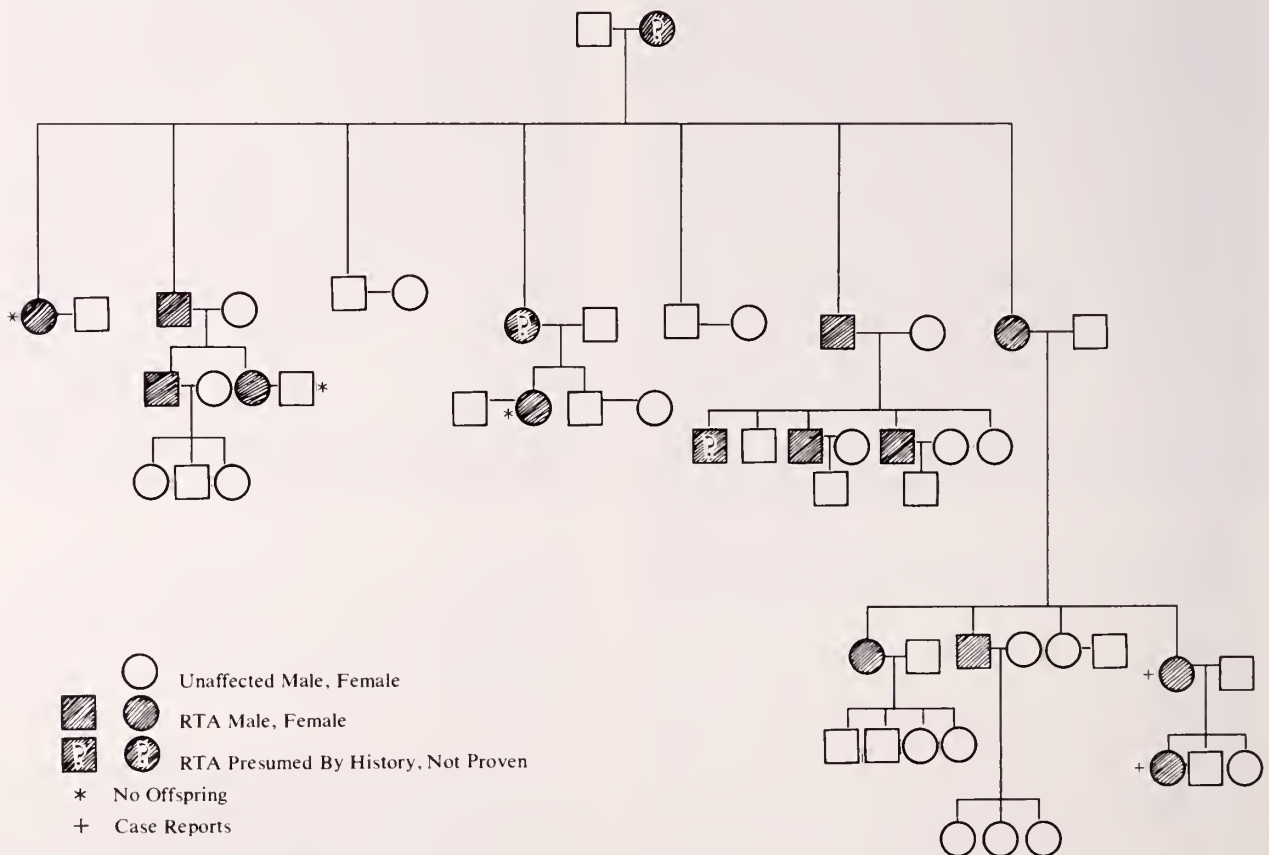 ?
* 
*
?
*
?
+
+
Unaffected Male, Female
RTA Male, Female
? ? RTA Presumed By History, Not Proven
* No Offspring
+ Case Reports